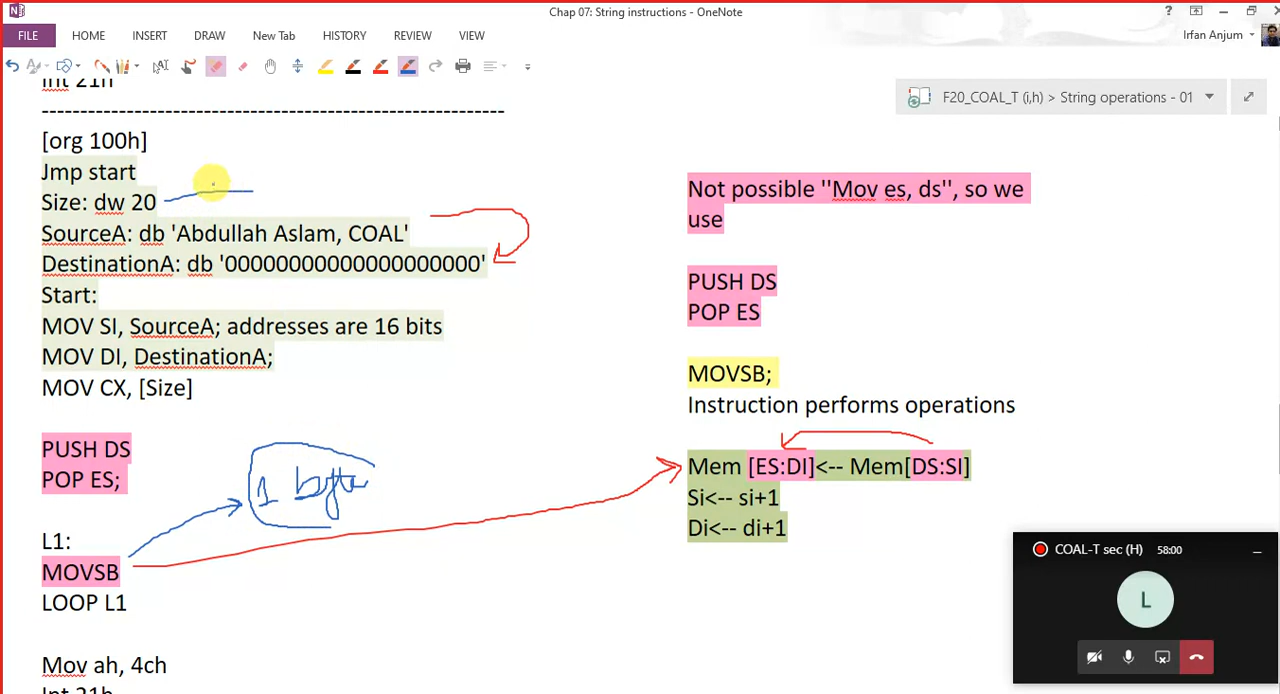 Chap 07: String instructions - OneNote
FILE HOME INSERT DRAW New Tab HISTORY REVIEW VIEW
Irfan Anjum
F20_COAL_T (i,h) > String operations - 01
Int 21h
------------------------------------------------------------
[org 100h]
Jmp start
Size: dw 20
SourceA: db 'Abdullah Aslam, COAL'
DestinationA: db '00000000000000000000'
Start:
MOV SI, SourceA; addresses are 16 bits
MOV DI, DestinationA;
MOV CX, [Size]
PUSH DS
POP ES;
1 byte
L1:
MOVSB
LOOP L1
Mov ah, 4ch
Int 21h
Not possible "Mov es, ds", so we
use
PUSH DS
POP ES
MOVSB;
Instruction performs operations
Mem [ES:DI]<-- Mem[DS:SI]
Si<-- si+1
Di<-- di+1
COAL-T sec (H) 58:00
L